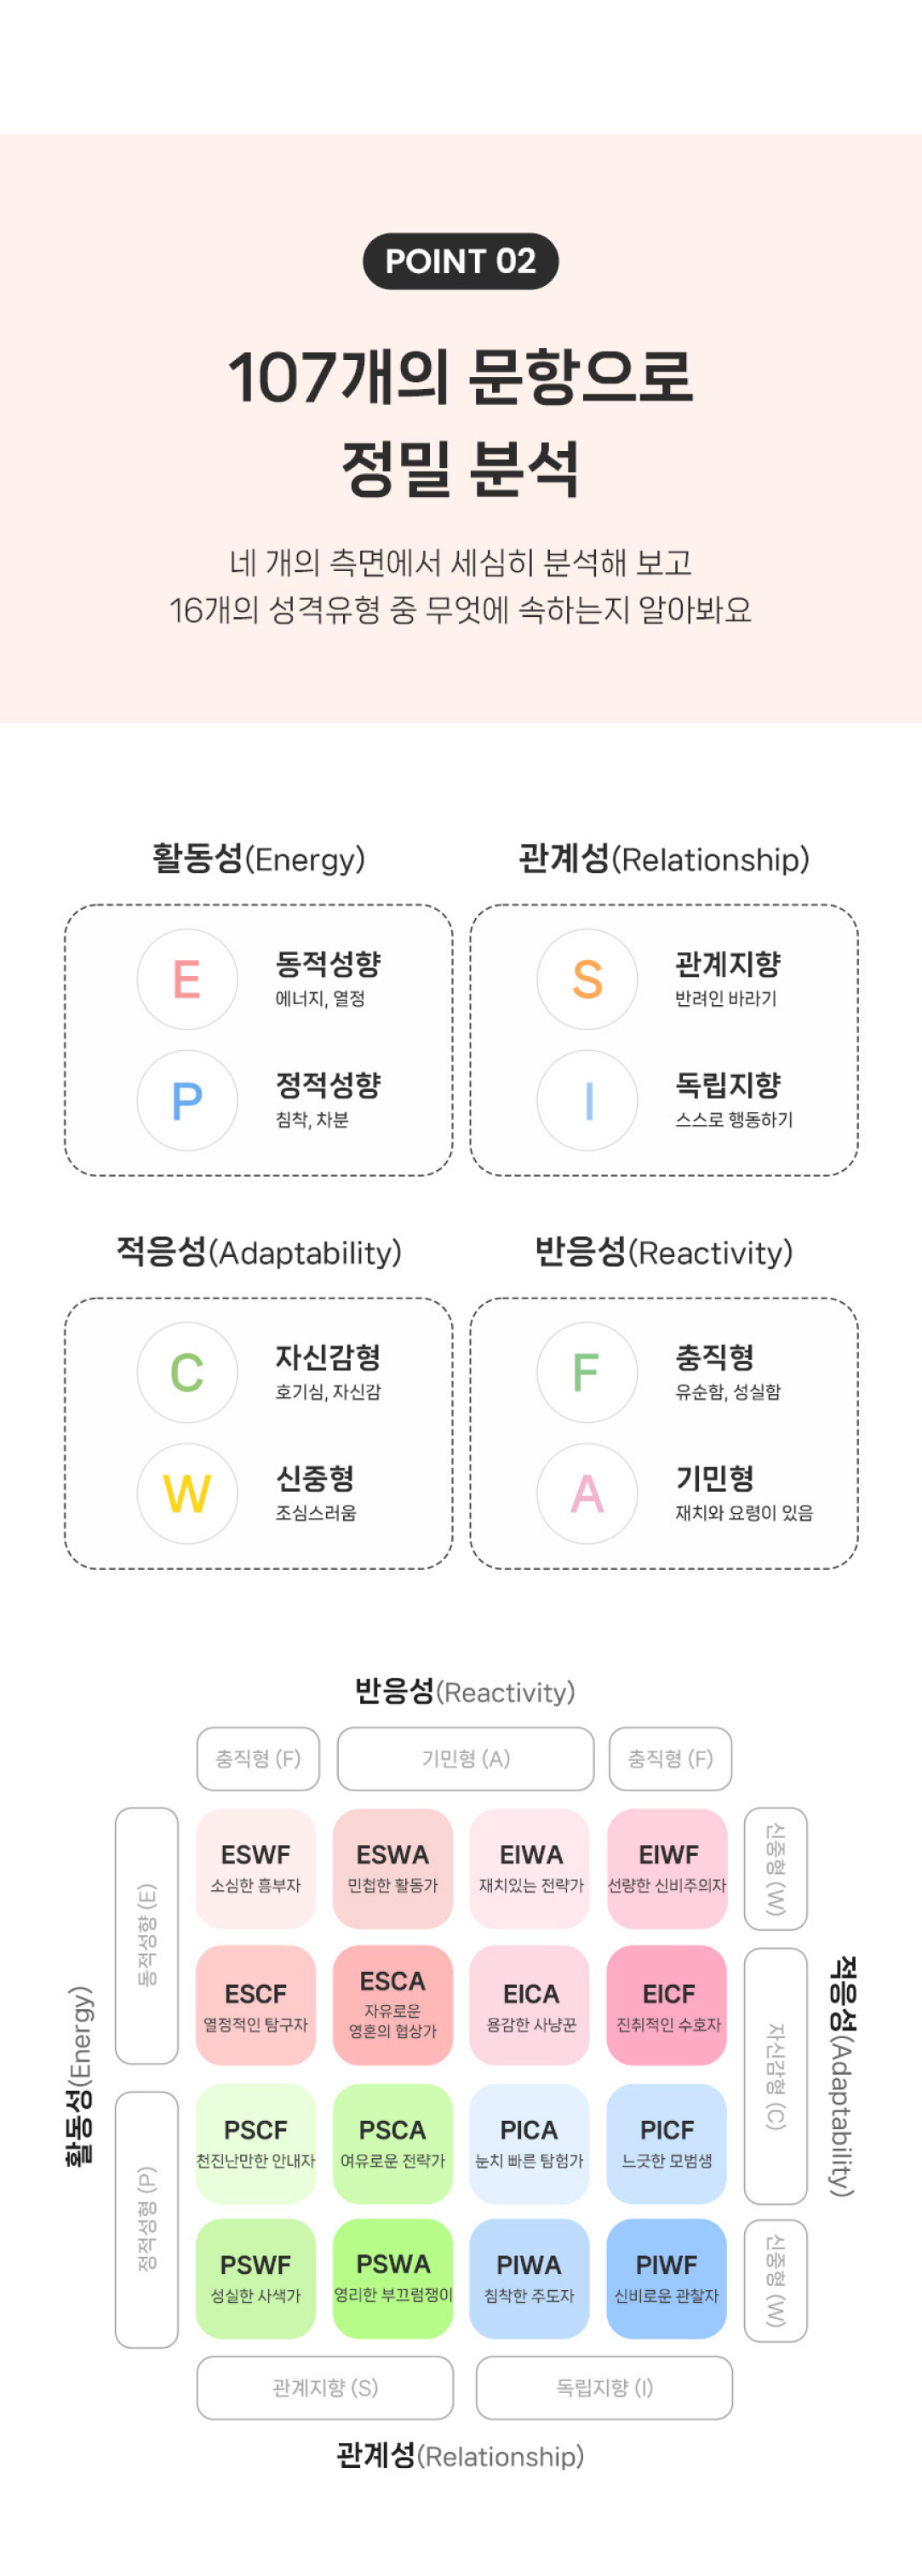 POINT 02
107개의 문항으로
정밀 분석
네 개의 측면에서 세심히 분석해 보고
16개의 성격유형 중 무엇에 속하는지 알아봐요
활동성(Energy)
E
동적성향
에너지, 열정
P
정적성향
침착, 차분
관계성(Relationship)
S
관계지향
반려인 바라기
I
독립지향
스스로 행동하기
적응성(Adaptability)
C
자신감형
호기심, 자신감
W
신중형
조심스러움
반응성(Reactivity)
F
충직형
유순함, 성실함
A
기민형
재치와 요령이 있음
반응성(Reactivity)
충직형 (F)
기민형 (A)
충직형 (F)
활동성(Energy)
동적성향 (E)
정적성향 (P)
ESWF
소심한 흥부자
ESWA
민첩한 활동가
EIWA
재치있는 전략가
EIWF
선량한 신비주의자
ESCF
열정적인 탐구자
ESCA
자유로운
영혼의 협상가
EICA
용감한 사냥꾼
EICF
진취적인 수호자
PSCF
천진난만한 안내자
PSCA
여유로운 전략가
PICA
눈치 빠른 탐험가
PICF
느긋한 모범생
PSWF
성실한 사색가
PSWA
영리한 부끄럼쟁이
PIWA
침착한 주도자
PIWF
신비로운 관찰자
신중형 (W)
자신감형 (C)
신중형 (W)
적응성(Adaptability)
관계지향 (S)
독립지향 (I)
관계성(Relationship)